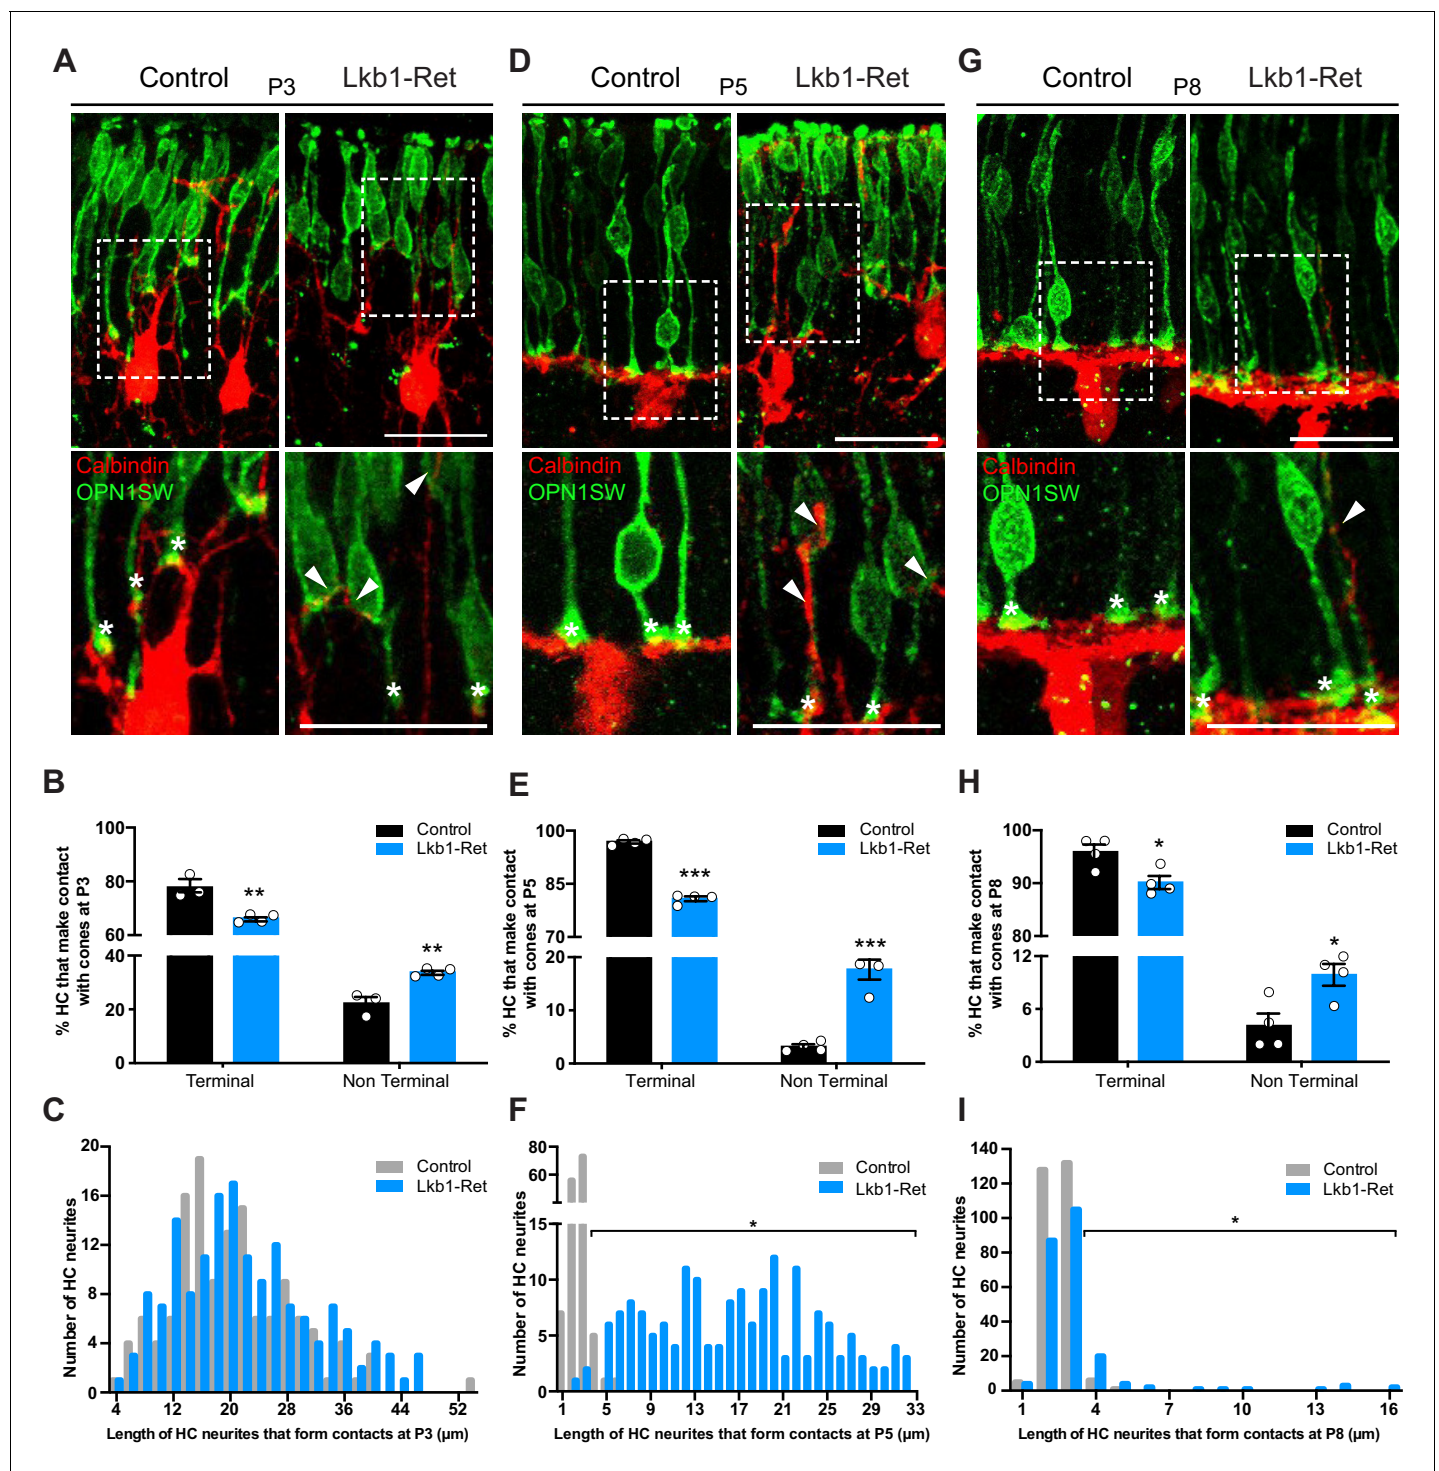 A
Control P3 Lkb1-Ret
D
Control P5 Lkb1-Ret
G
Control P8 Lkb1-Ret
Calbindin
OPN1SW
* * *
* *
Calbindin
OPN1SW
* * *
* *
Calbindin
OPN1SW
* * *
* * *
B
% HC that make contact
with cones at P3
100
80
60
40
20
0
Control
Lkb1-Ret
**
**
Terminal Non Terminal
E
% HC that make contact
with cones at P5
100
85
70
20
10
0
Control
Lkb1-Ret
***
***
Terminal Non Terminal
H
% HC that make contact
with cones at P8
100
90
80
12
6
0
Control
Lkb1-Ret
*
*
Terminal Non Terminal
C
Number of HC neurites
20
16
12
8
4
0
Control
Lkb1-Ret
4 12 20 28 36 44 52
Length of HC neurites that form contacts at P3 (µm)
F
Number of HC neurites
80
60
15
10
5
0
Control
Lkb1-Ret
*
1 5 9 13 17 21 25 29 33
Length of HC neurites that form contacts at P5 (µm)
I
Number of HC neurites
140
120
100
80
60
40
20
0
Control
Lkb1-Ret
*
1 4 7 10 13 16
Length of HC neurites that form contacts at P8 (µm)